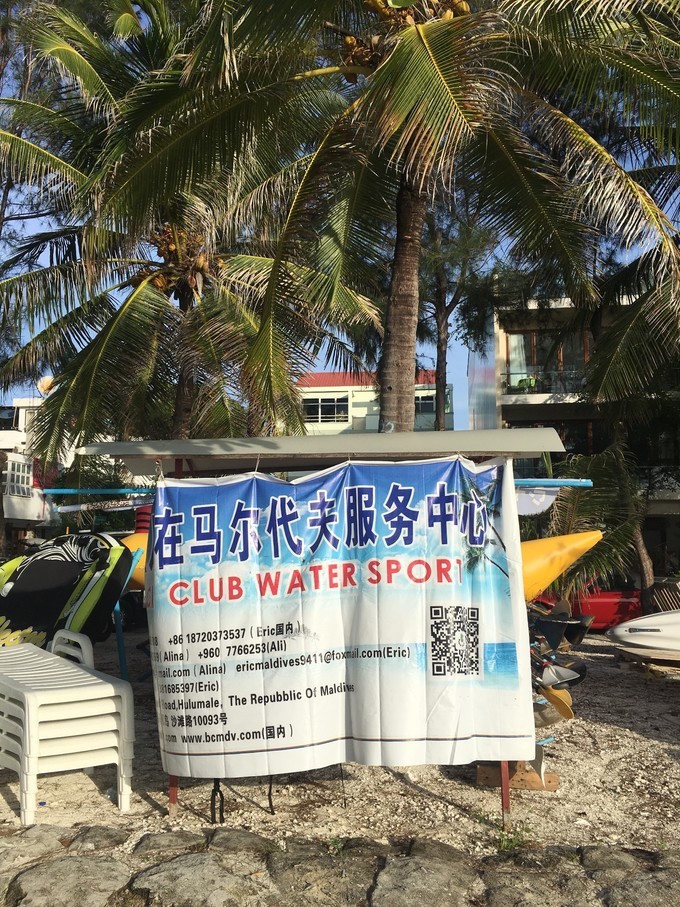 在马尔代夫服务中心
CLUB WATER SPORT
+86 18720373537 ( Eric国内 )
(Alina) +960 7766253(Ali)
mail.com (Alina) ericmaldives9411@foxmail.com(Eric)
1685397(Eric)
Road,Hulumale, The Repubblic Of Maldives
沙滩路10093号
com www.bcmdv.com(国内 )